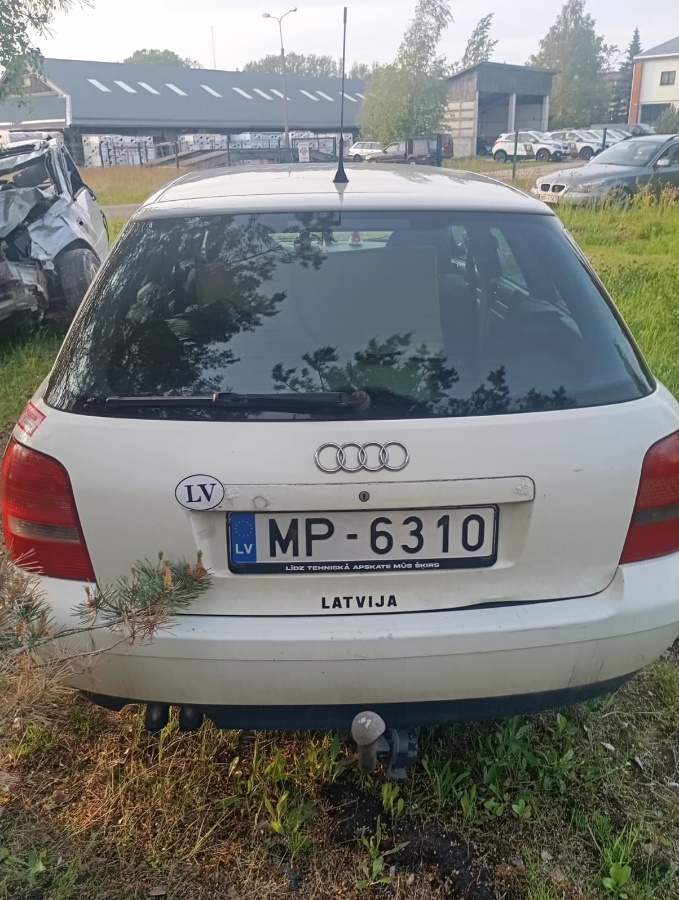 LV
LV MP-6310
LĪDZ TEHNISKĀ APSKATE MŪS ŠĶIRS
LATVIJA